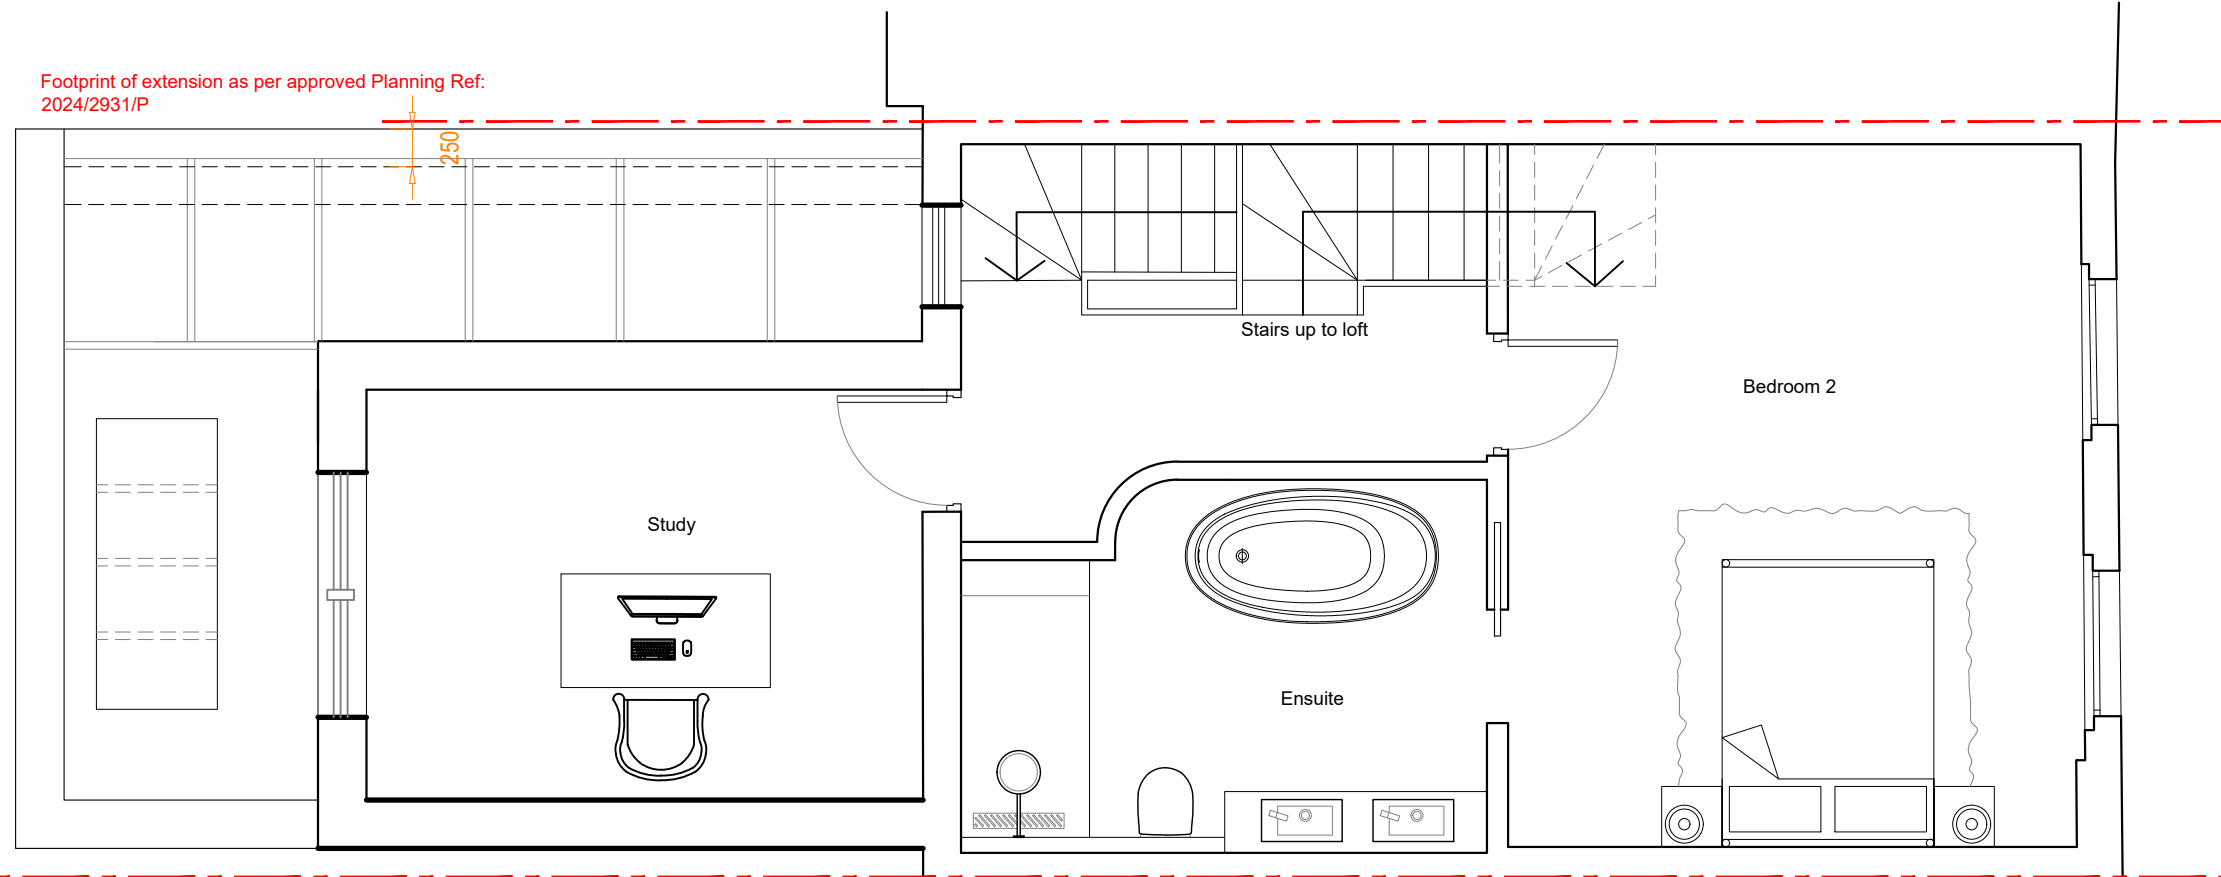 Footprint of extension as per approved Planning Ref:
2024/2931/P
250
Stairs up to loft
Bedroom 2
Study
Ensuite